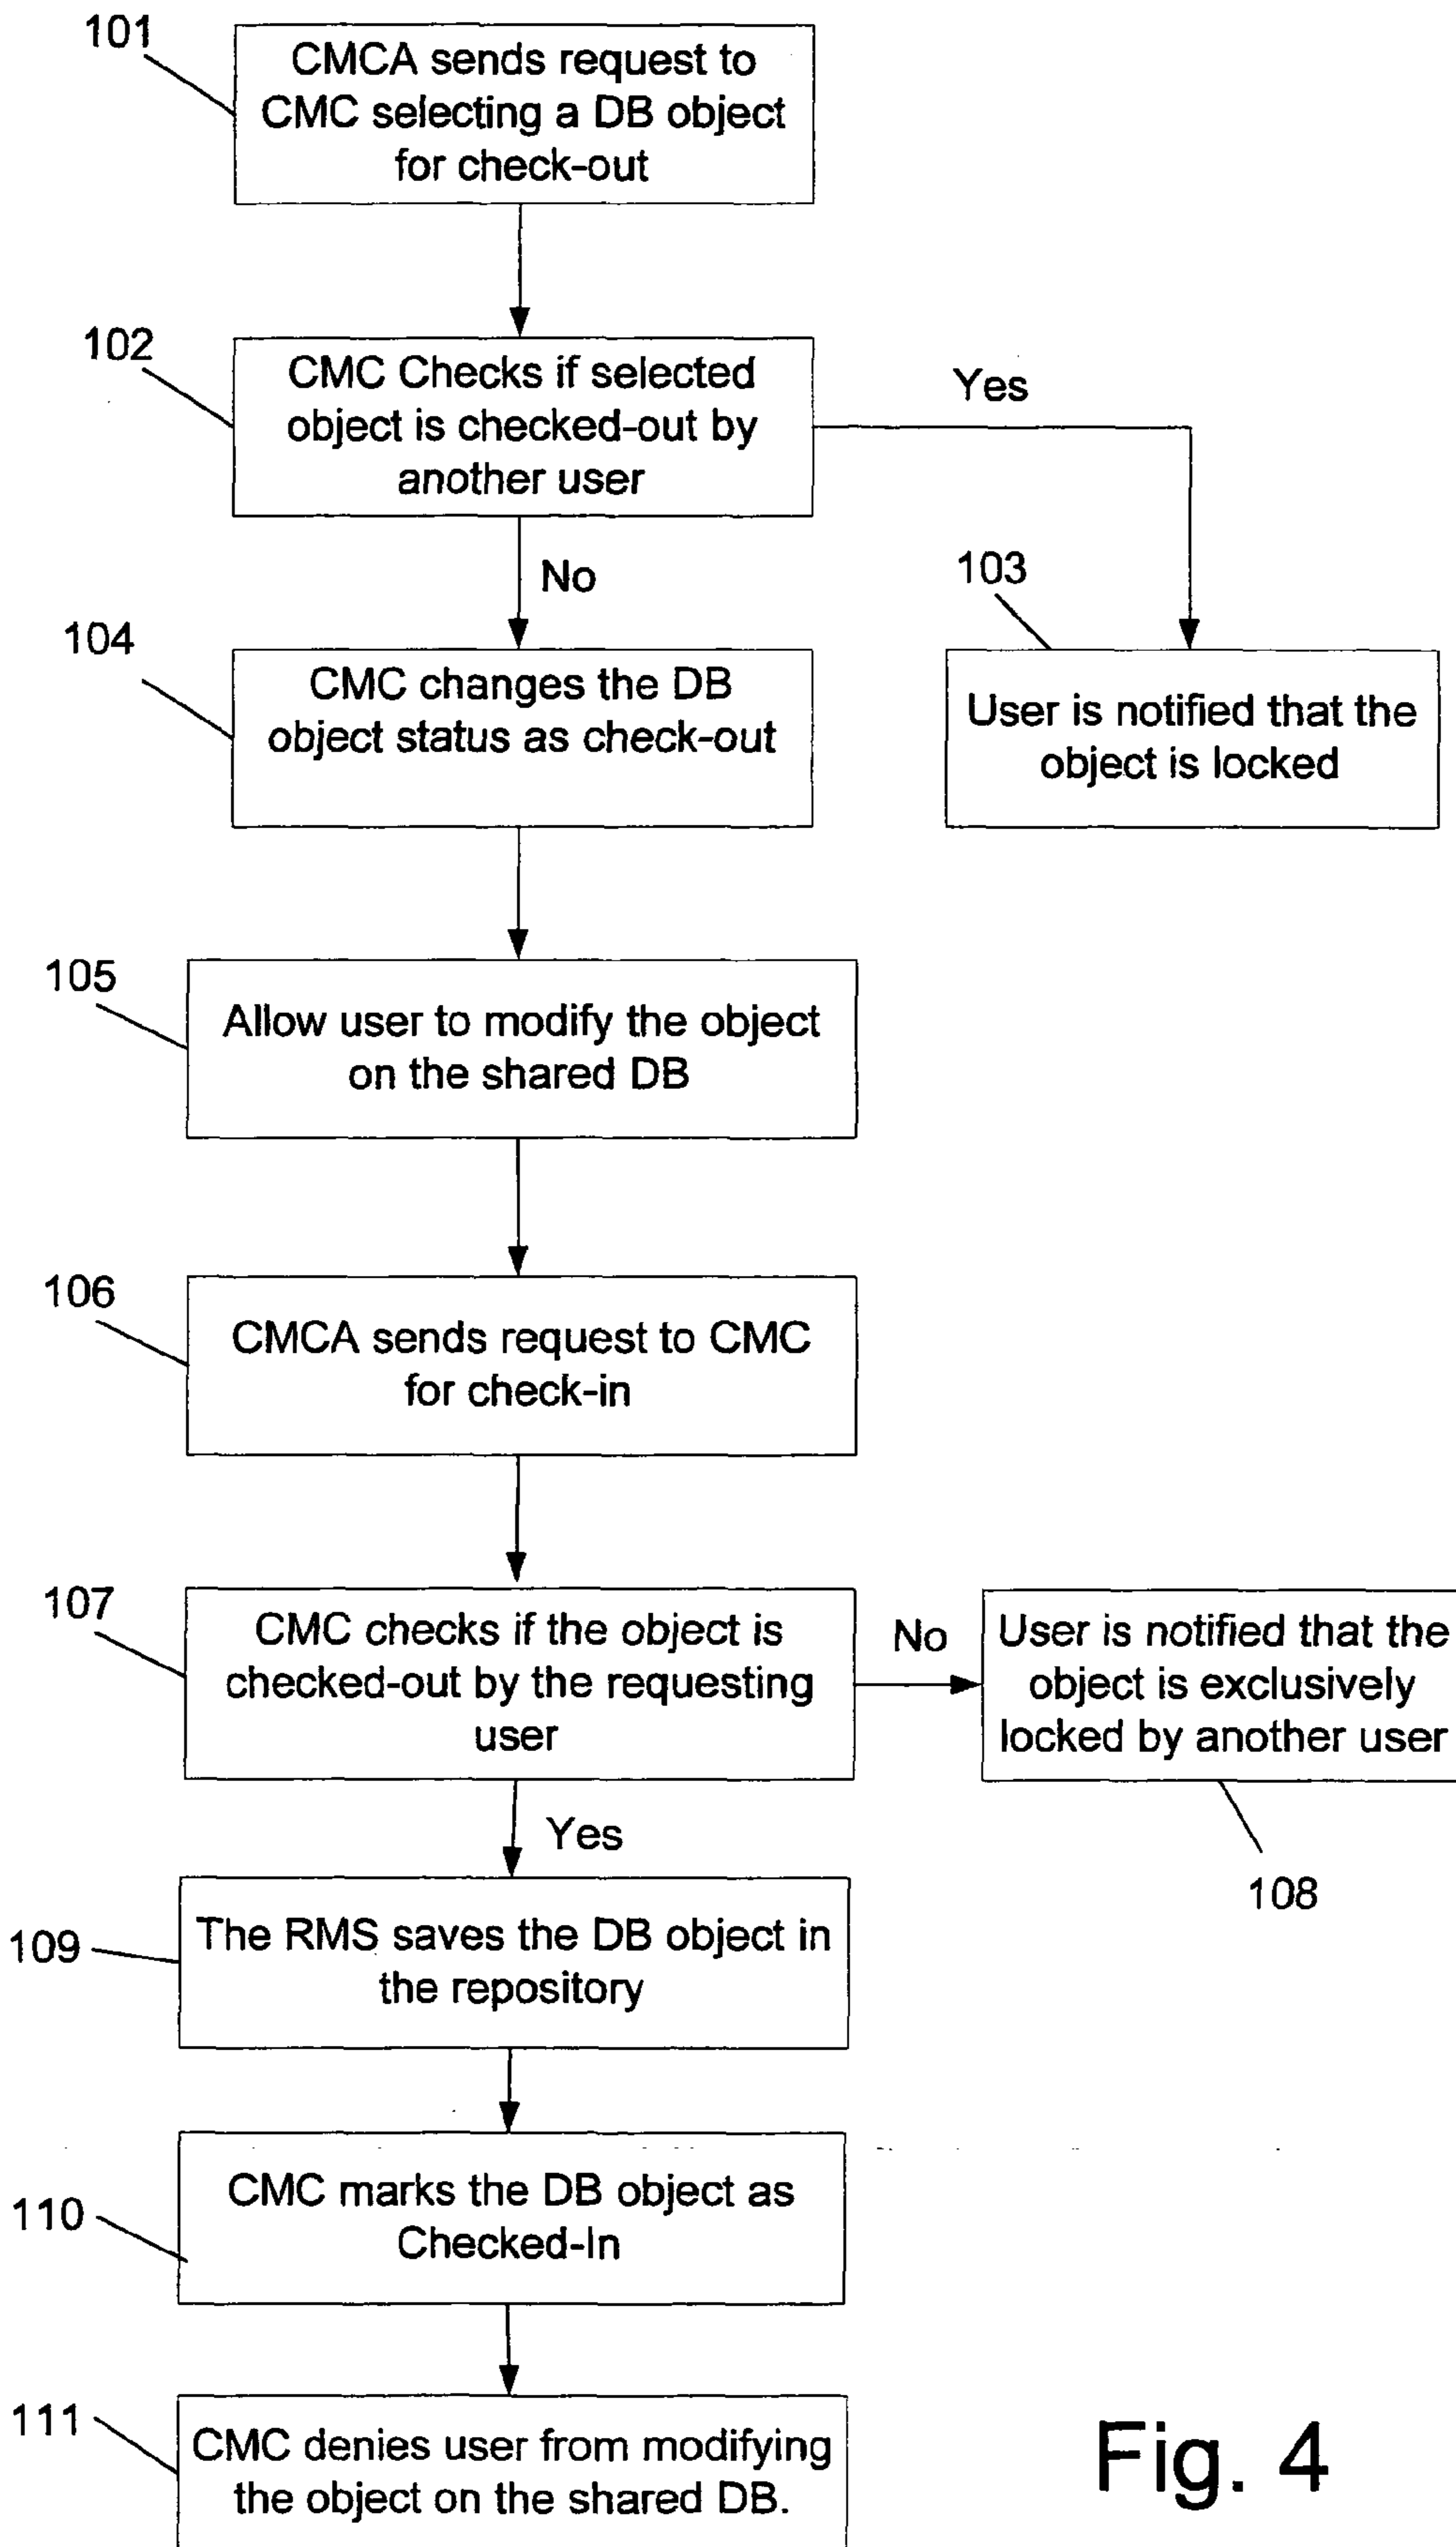 101
CMCA sends request to
CMC selecting a DB object
for check-out
102
CMC Checks if selected
object is checked-out by
another user
Yes
No
103
User is notified that the
object is locked
104
CMC changes the DB
object status as check-out
105
Allow user to modify the object
on the shared DB
106
CMCA sends request to CMC
for check-in
107
CMC checks if the object is
checked-out by the requesting
user
No
User is notified that the
object is exclusively
locked by another user
108
Yes
109
The RMS saves the DB object in
the repository
110
CMC marks the DB object as
Checked-In
111
CMC denies user from modifying
the object on the shared DB.
Fig. 4